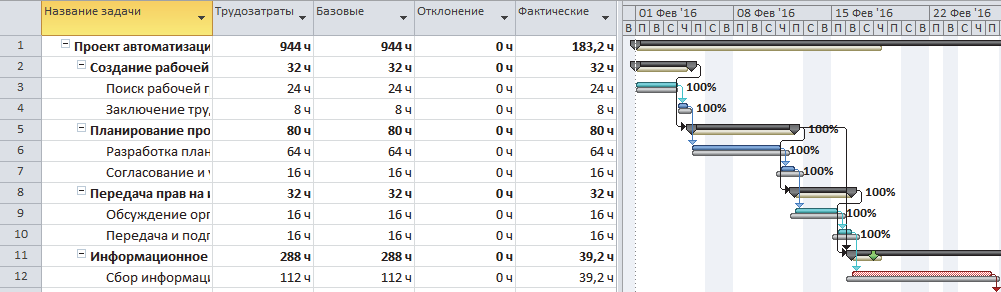 Название задачи Трудозатраты Базовые Отклонение Фактические 01 Фев '16 08 Фев '16 15 Фев '16 22 Фев '16
В П С П В Ч С В П С П В Ч С В П
1 Проект автоматизаци 944 ч 944 ч 0 ч 183,2 ч
2 Создание рабочей 32 ч 32 ч 0 ч 32 ч
3 Поиск рабочей г 24 ч 24 ч 0 ч 24 ч 100%
4 Заключение тру 8 ч 8 ч 0 ч 8 ч 100%
5 Планирование про 80 ч 80 ч 0 ч 80 ч 100%
6 Разработка план 64 ч 64 ч 0 ч 64 ч 100%
7 Согласование и 16 ч 16 ч 0 ч 16 ч 100%
8 Передача прав на 32 ч 32 ч 0 ч 32 ч 100%
9 Обсуждение орг 16 ч 16 ч 0 ч 16 ч 100%
10 Передача и подг 16 ч 16 ч 0 ч 16 ч 100%
11 Информационное 288 ч 288 ч 0 ч 39,2 ч
12 Сбор информац 112 ч 112 ч 0 ч 39,2 ч